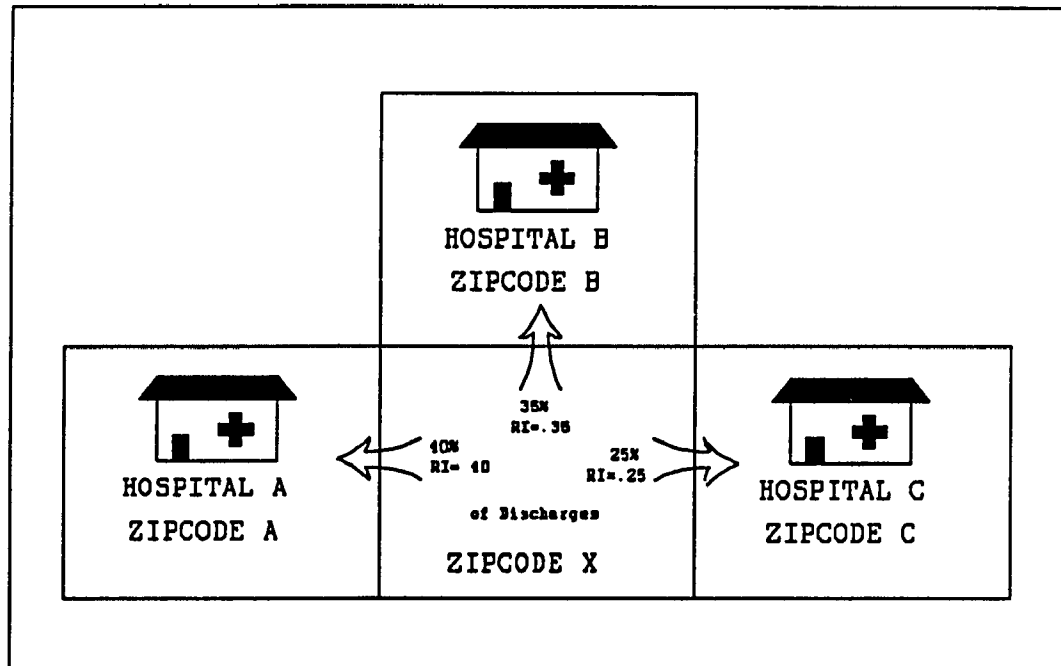 HOSPITAL B
ZIPCODE B
35%
RI=.35
40%
RI=.40
25%
RI=.25
HOSPITAL A
ZIPCODE A
HOSPITAL C
ZIPCODE C
of Discharges
ZIPCODE X